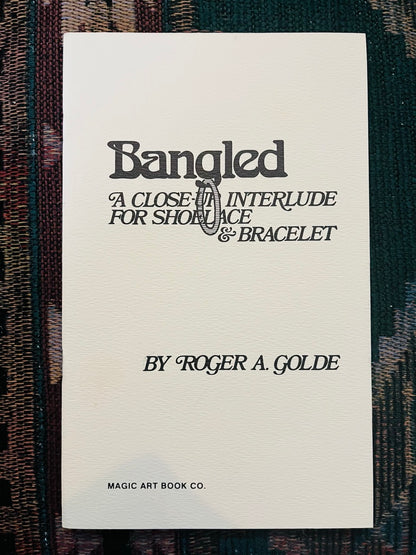 Bangled
A CLOSE-UP INTERLUDE
FOR SHOELACE
& BRACELET
BY ROGER A. GOLDE
MAGIC ART BOOK CO.